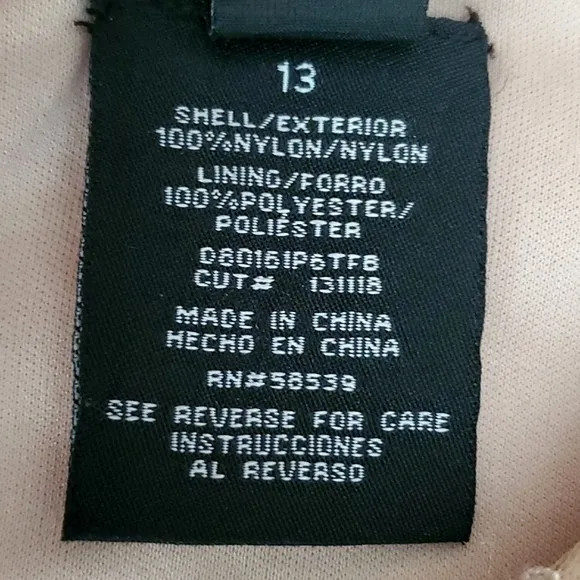 13
SHELL/EXTERIOR
100%NYLON/NYLON
LINING/FORRO
100%POLYESTER/
POLIÉSTER
D80161P6TFB
CUT# 131118
MADE IN CHINA
HECHO EN CHINA
RN#58539
SEE REVERSE FOR CARE
INSTRUCCIONES
AL REVERSO